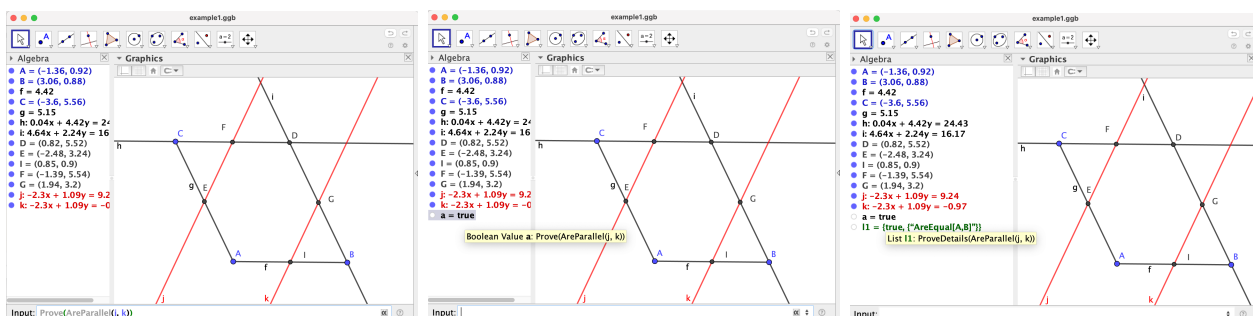 example1.ggb
Algebra
Graphics
A = (−1.36, 0.92)
B = (3.06, 0.88)
f = 4.42
C = (−3.6, 5.56)
g = 5.15
h: 0.04x + 4.42y = 24
i: 4.64x + 2.24y = 16
D = (0.82, 5.52)
E = (−2.48, 3.24)
I = (0.85, 0.9)
F = (−1.39, 5.54)
G = (1.94, 3.2)
j: −2.3x + 1.09y = 9.2
k: −2.3x + 1.09y = −0
i
F
C
D
h
g
E
G
A
B
f
I
j
k
a=2
Input: Prove(AreParallel(j, k))
α
example1.ggb
Algebra
Graphics
A = (−1.36, 0.92)
B = (3.06, 0.88)
f = 4.42
C = (−3.6, 5.56)
g = 5.15
h: 0.04x + 4.42y = 24
i: 4.64x + 2.24y = 16
D = (0.82, 5.52)
E = (−2.48, 3.24)
I = (0.85, 0.9)
F = (−1.39, 5.54)
G = (1.94, 3.2)
j: −2.3x + 1.09y = 9.2
k: −2.3x + 1.09y = −0
a = true
Boolean Value a: Prove(AreParallel(j, k))
i
F
C
D
h
g
E
G
A
B
f
I
j
k
a=2
Input:
α
example1.ggb
Algebra
Graphics
A = (−1.36, 0.92)
B = (3.06, 0.88)
f = 4.42
C = (−3.6, 5.56)
g = 5.15
h: 0.04x + 4.42y = 24.43
i: 4.64x + 2.24y = 16.17
D = (0.82, 5.52)
E = (−2.48, 3.24)
I = (0.85, 0.9)
F = (−1.39, 5.54)
G = (1.94, 3.2)
j: −2.3x + 1.09y = 9.24
k: −2.3x + 1.09y = −0.97
a = true
l1 = {true, {"AreEqual[A,B]"}}
List l1: ProveDetails(AreParallel(j, k))
i
F
C
D
h
g
E
G
A
B
f
I
j
k
a=2
Input: